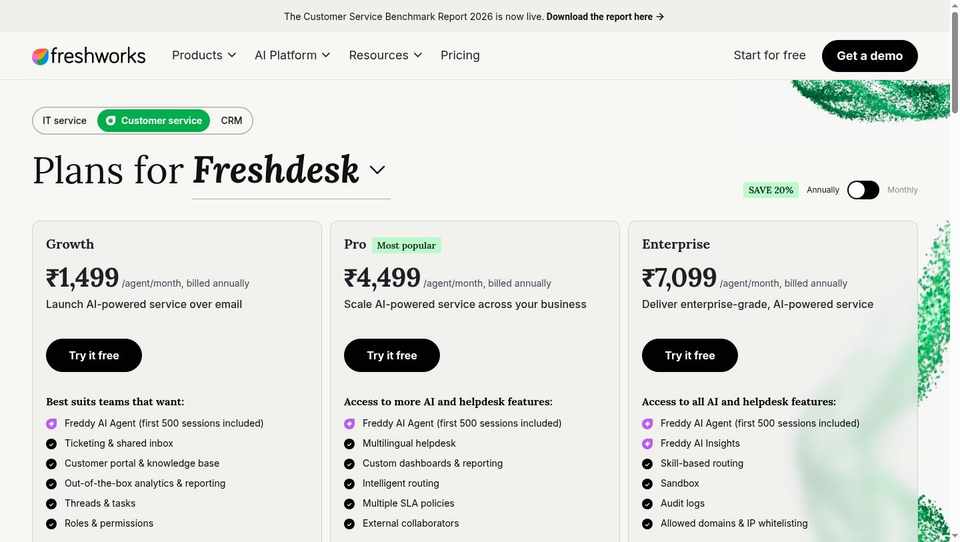 The Customer Service Benchmark Report 2026 is now live. Download the report here →
freshworks
Products
AI Platform
Resources
Pricing
Start for free
Get a demo
IT service
Customer service
CRM
Plans for Freshdesk
SAVE 20%
Annually
Monthly
Growth
₹1,499 /agent/month, billed annually
Launch AI-powered service over email
Try it free
Best suits teams that want:
Freddy AI Agent (first 500 sessions included)
Ticketing & shared inbox
Customer portal & knowledge base
Out-of-the-box analytics & reporting
Threads & tasks
Roles & permissions
Pro
Most popular
₹4,499 /agent/month, billed annually
Scale AI-powered service across your business
Try it free
Access to more AI and helpdesk features:
Freddy AI Agent (first 500 sessions included)
Multilingual helpdesk
Custom dashboards & reporting
Intelligent routing
Multiple SLA policies
External collaborators
Enterprise
₹7,099 /agent/month, billed annually
Deliver enterprise-grade, AI-powered service
Try it free
Access to all AI and helpdesk features:
Freddy AI Agent (first 500 sessions included)
Freddy AI Insights
Skill-based routing
Sandbox
Audit logs
Allowed domains & IP whitelisting